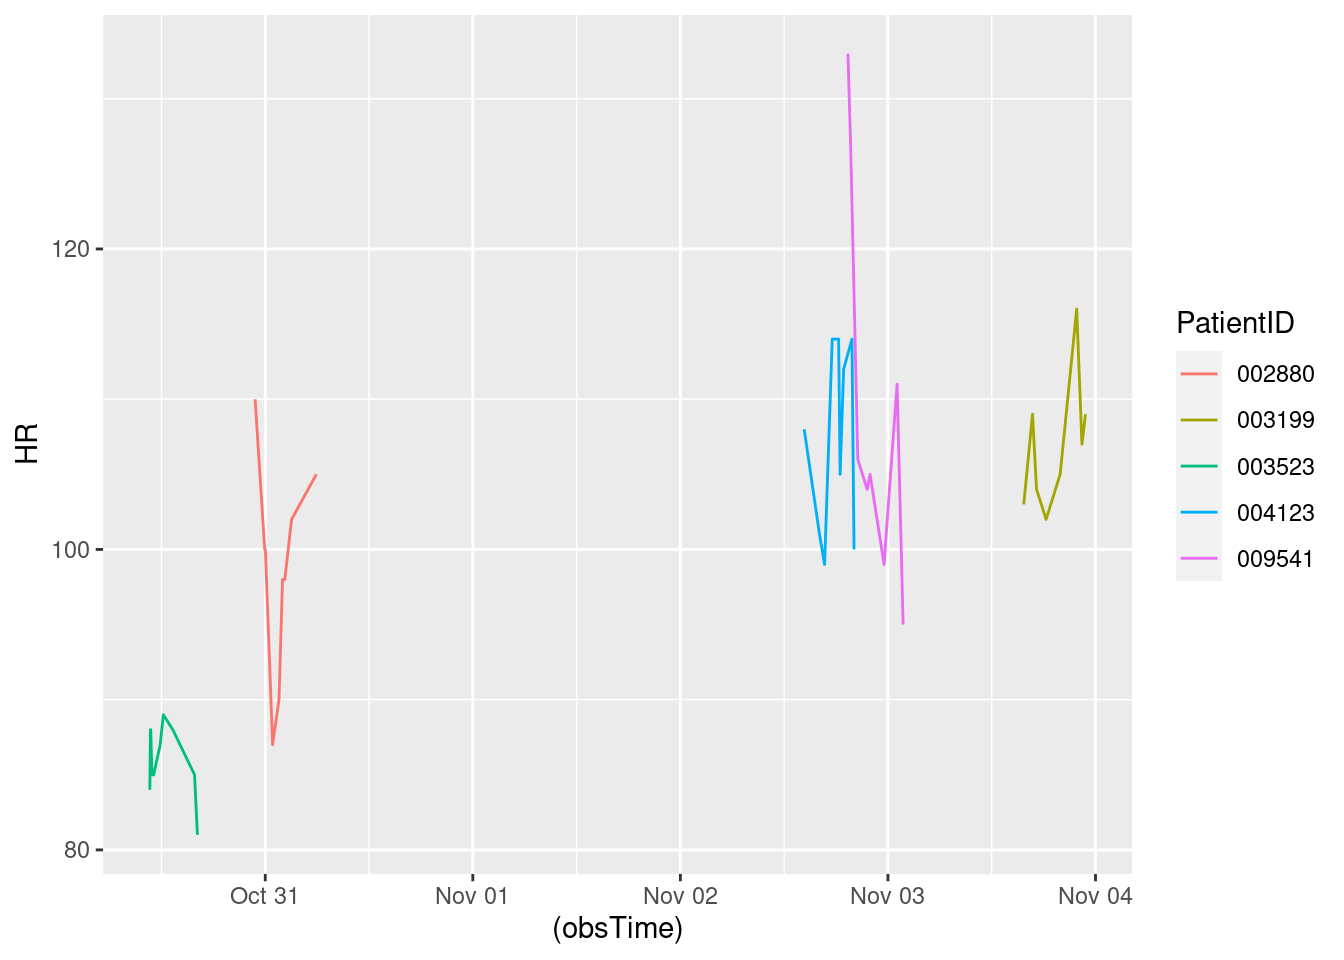 HR
120
100
80
Oct 31
Nov 01
Nov 02
Nov 03
Nov 04
(obsTime)
PatientID
002880
003199
003523
004123
009541